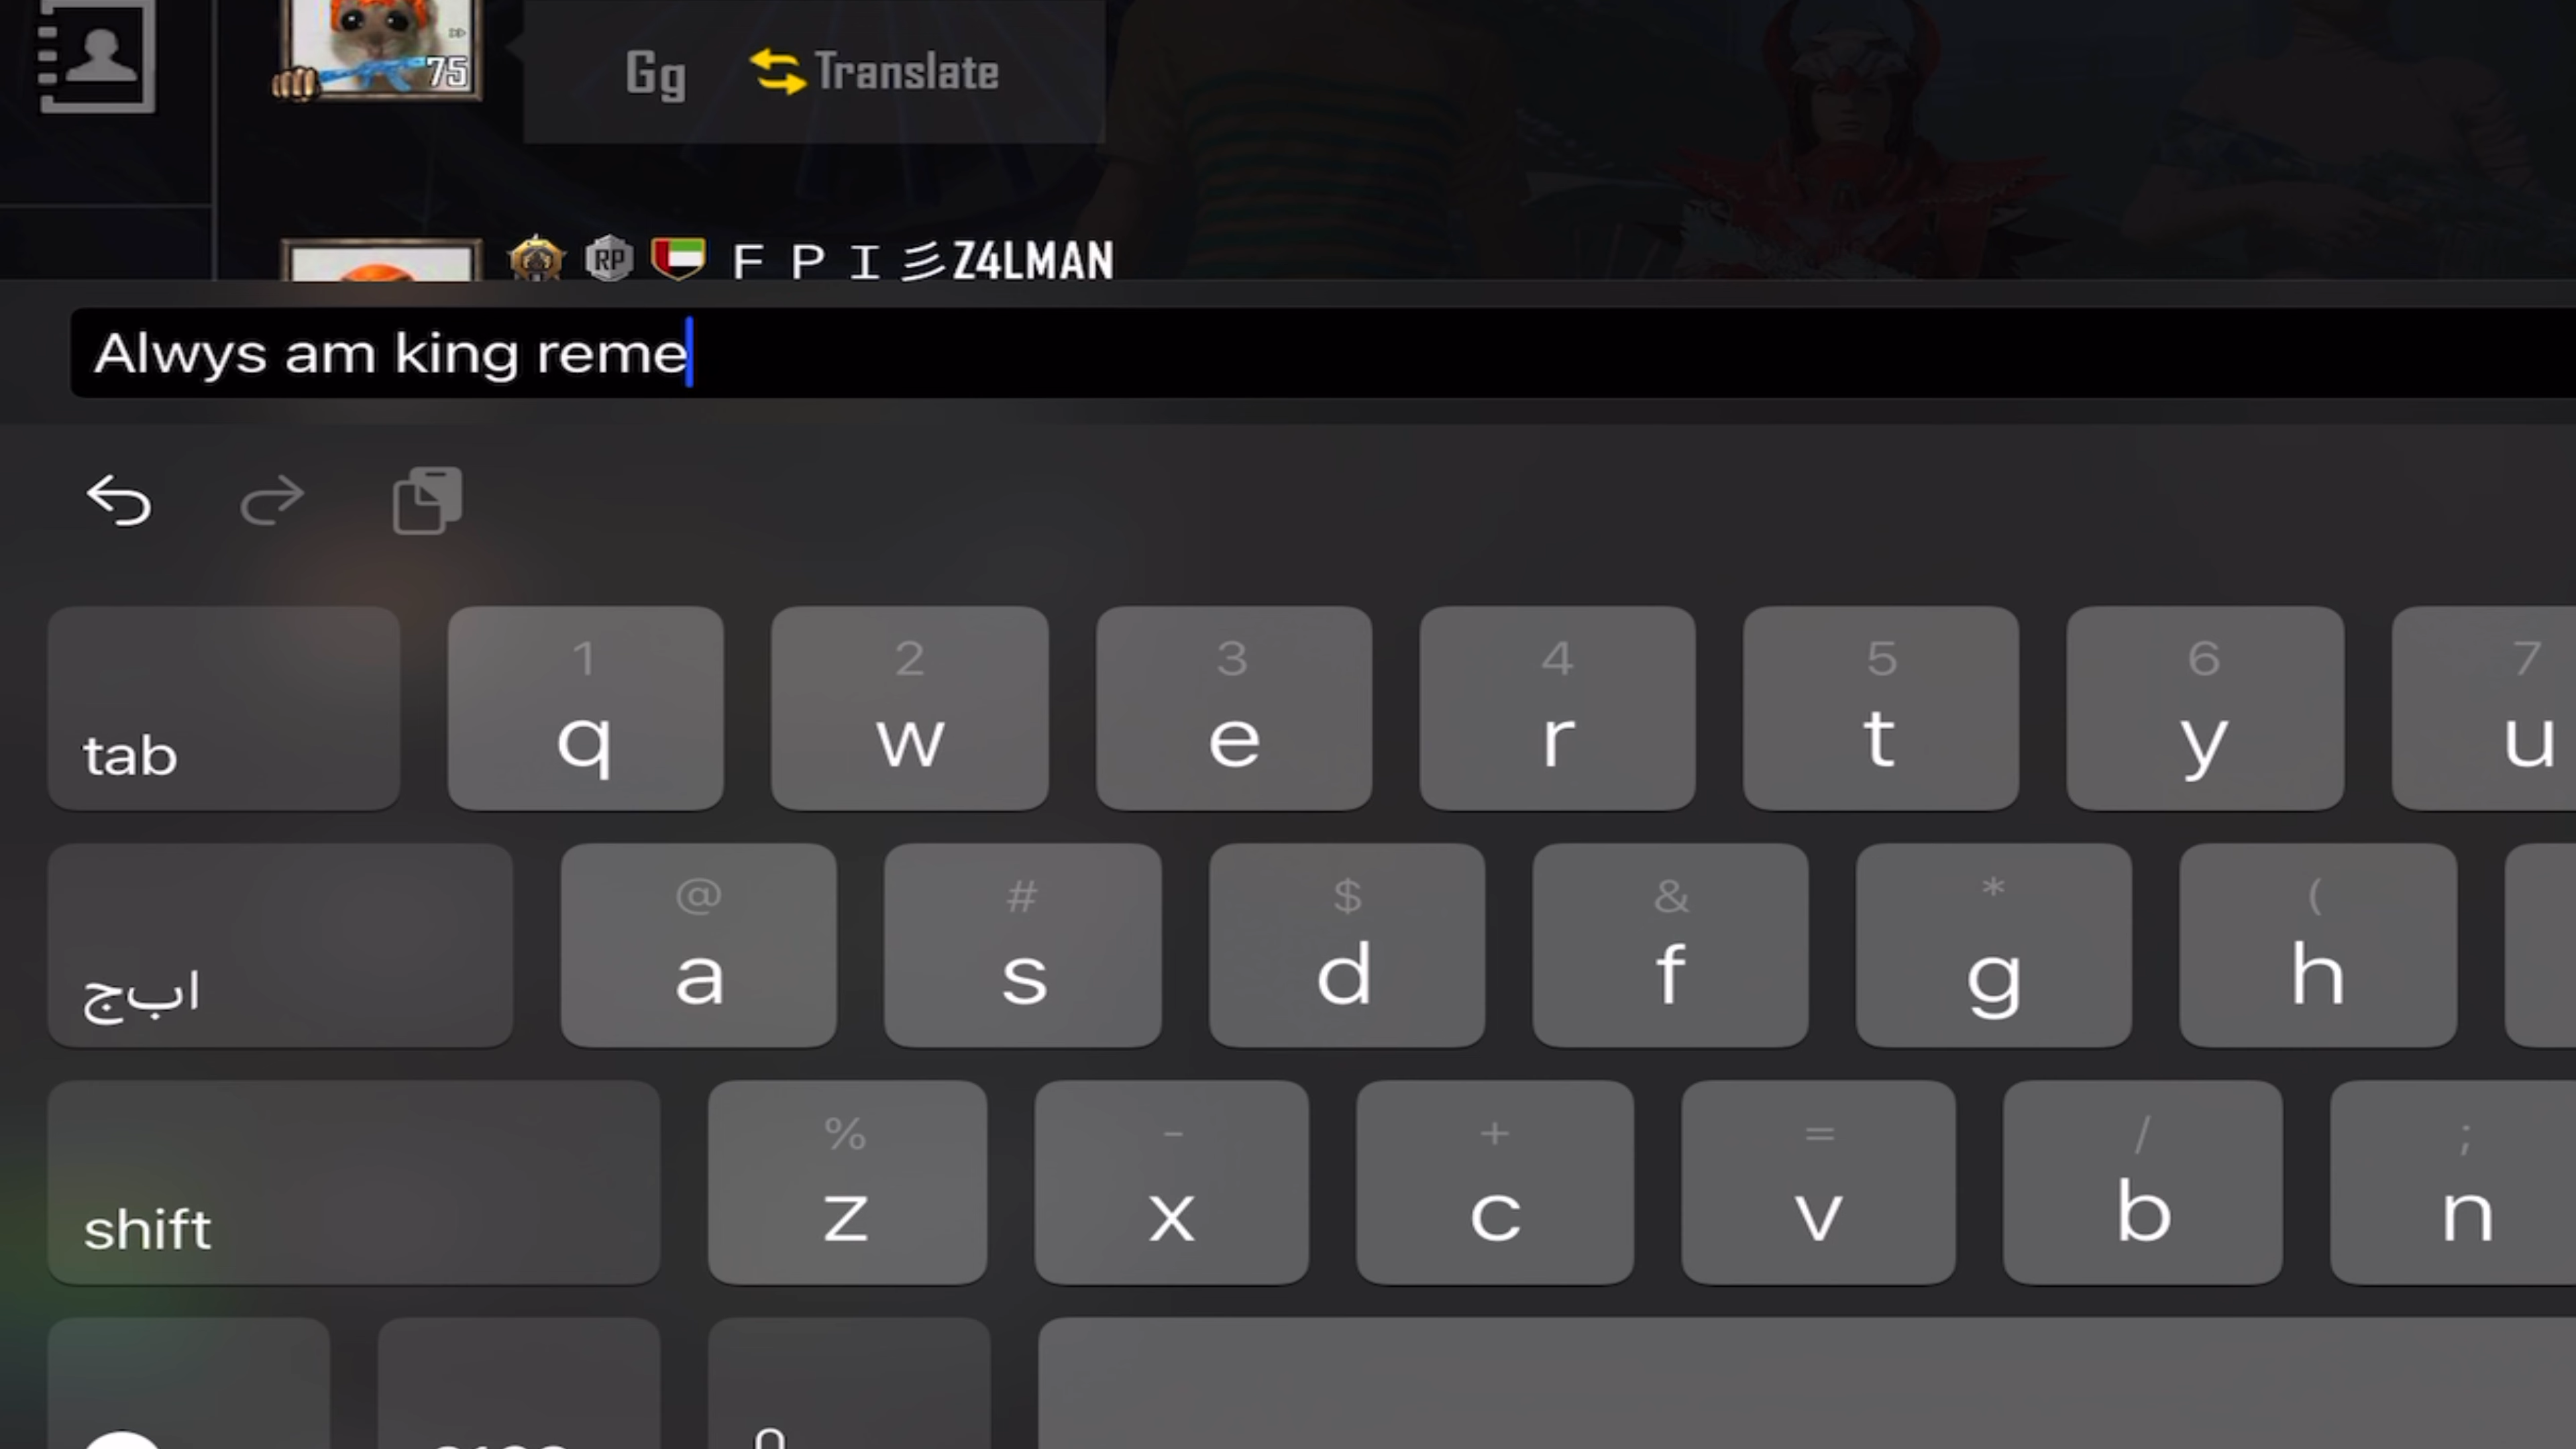 75
Gg Translate
RP F P I 彡Z4LMAN
Alwys am king reme
1 2 3 4 5 6 7
tab q w e r t y u
@ # $ & * (
ابج a s d f g h
% - + = / ;
shift z x c v b n